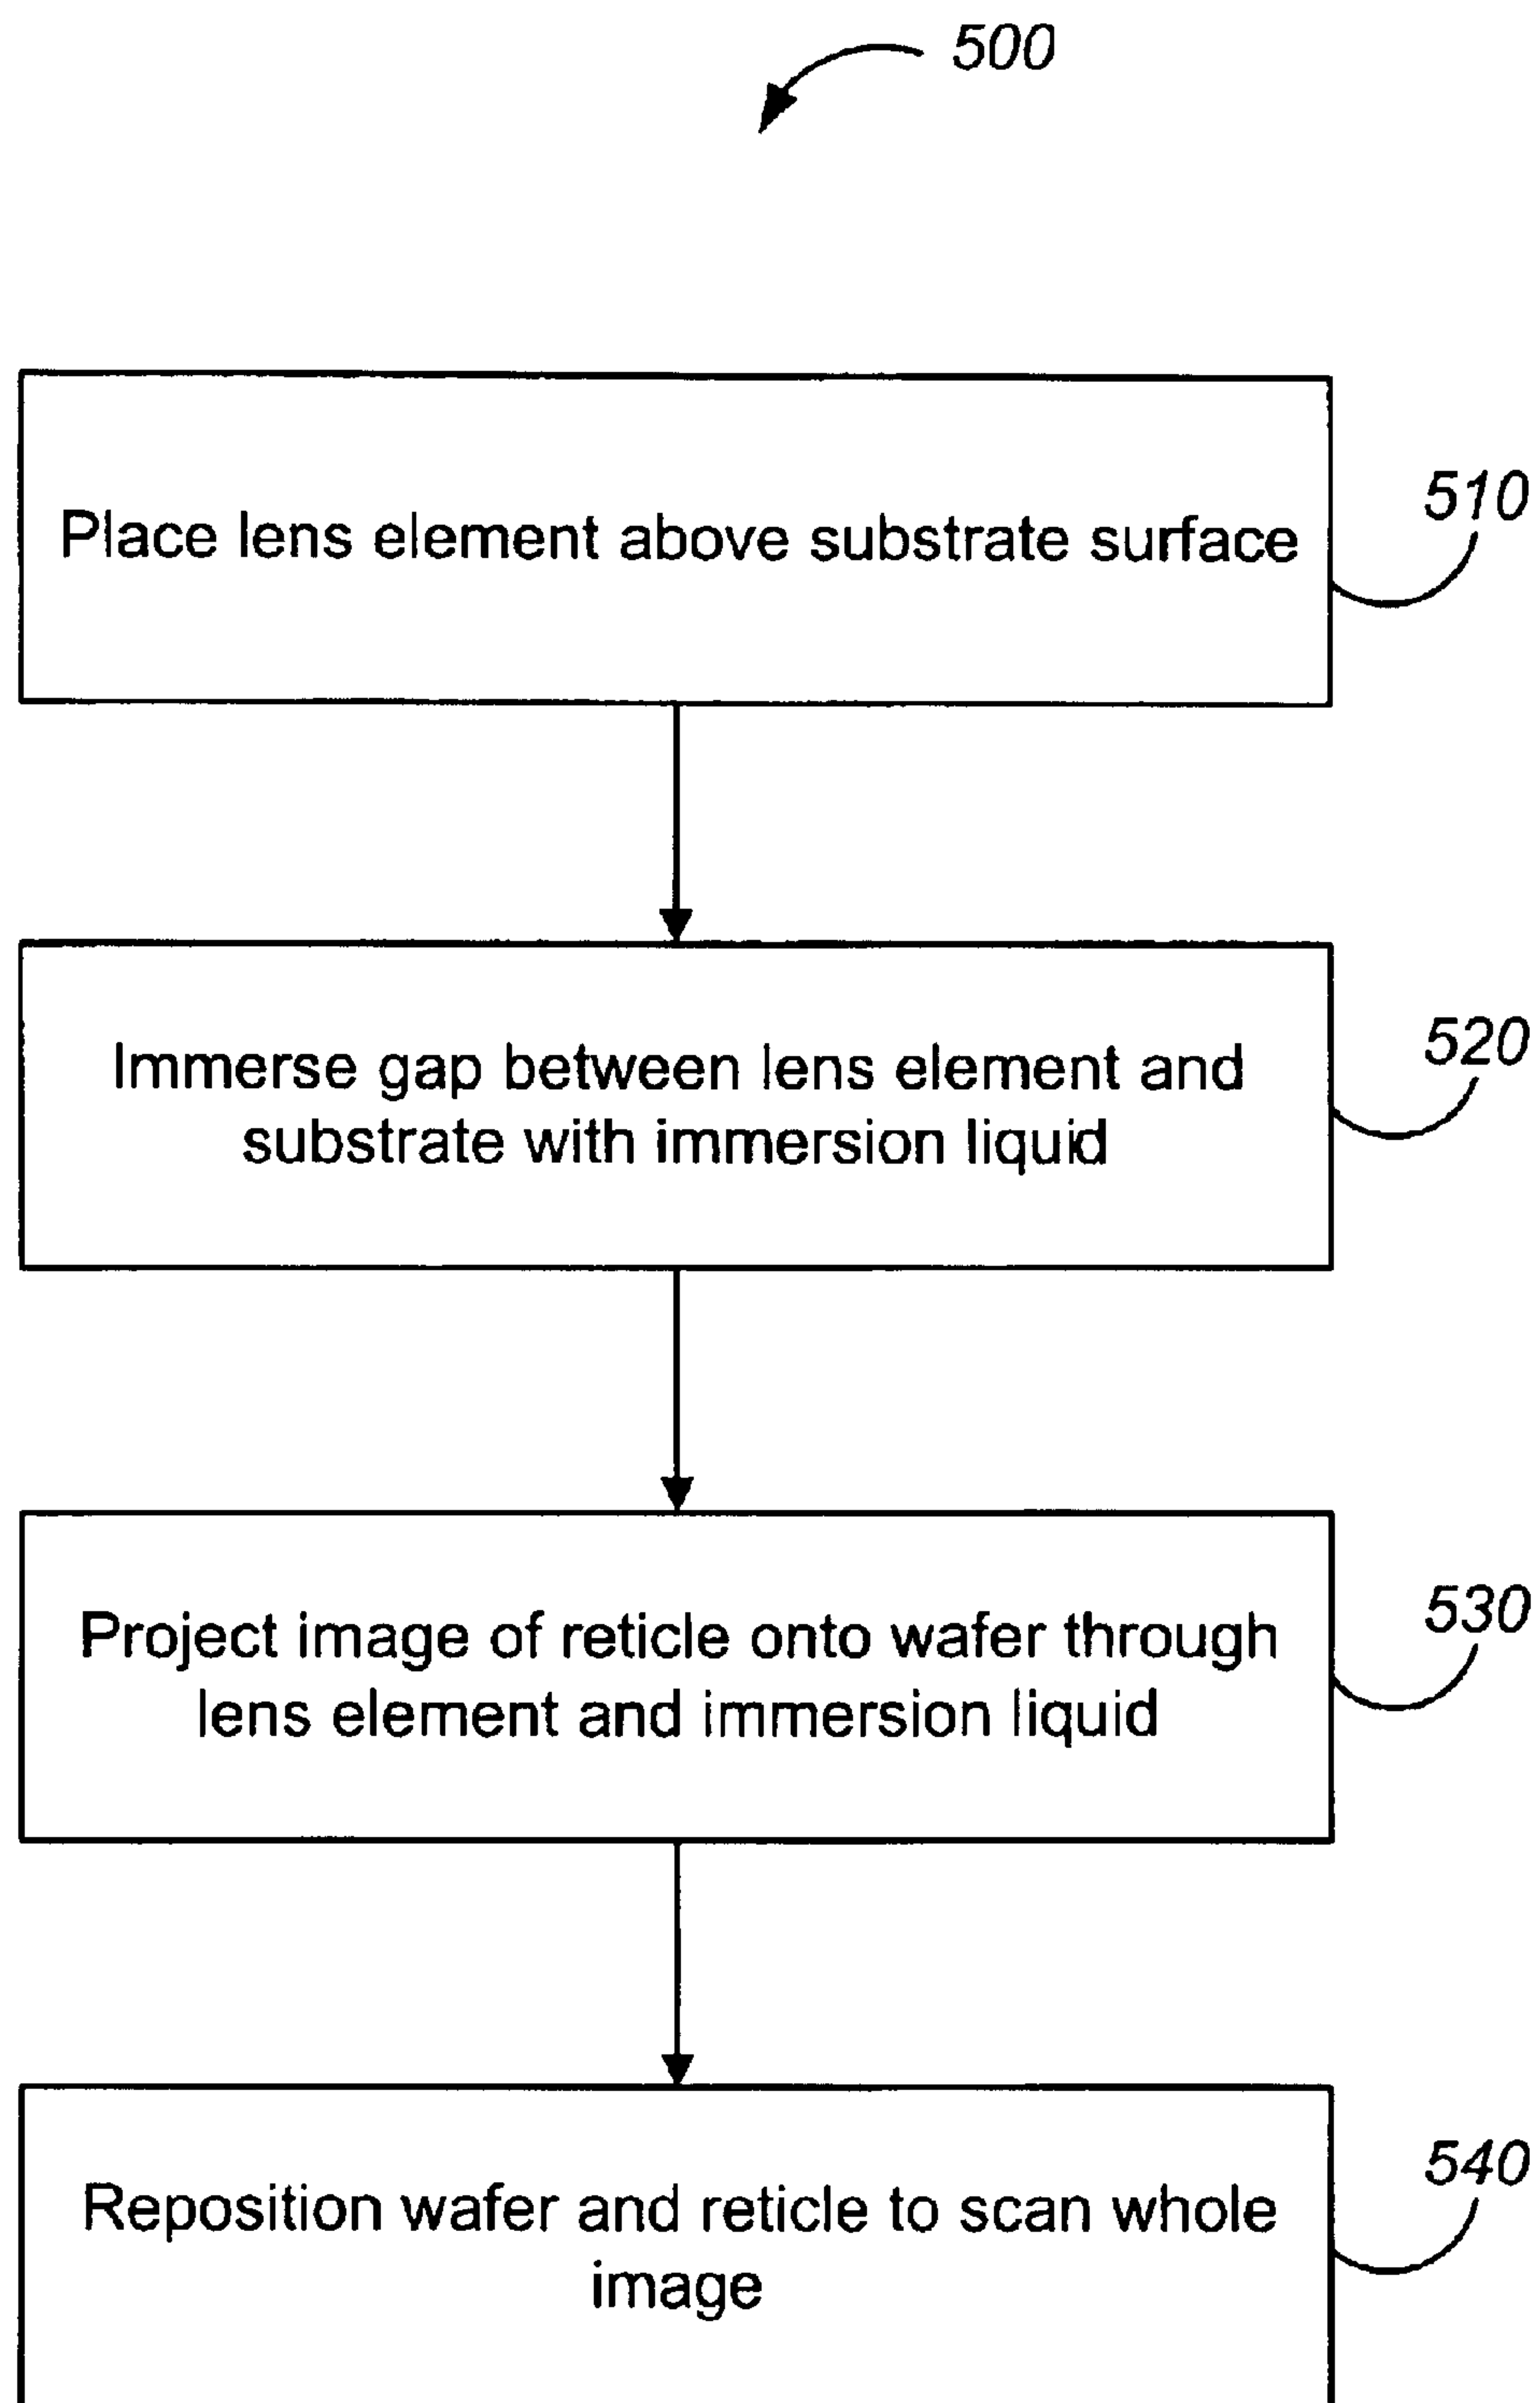 500
Place lens element above substrate surface
510
Immerse gap between lens element and
substrate with immersion liquid
520
Project image of reticle onto wafer through
lens element and immersion liquid
530
Reposition wafer and reticle to scan whole
image
540